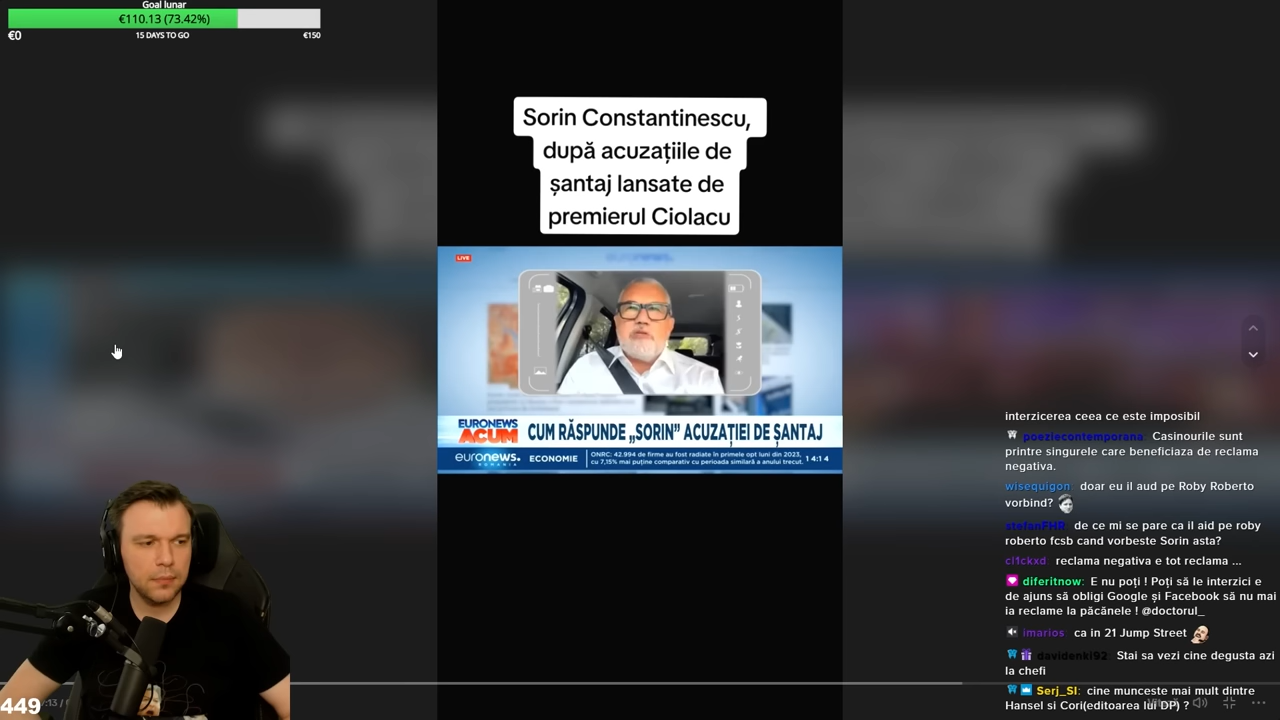 Goal lunar
€110.13 (73.42%)
€0
15 DAYS TO GO
€150
Sorin Constantinescu,
după acuzațiile de
șantaj lansate de
premierul Ciolacu
LIVE
euronews.
EURONEWS
ACUM
CUM RĂSPUNDE „SORIN” ACUZAȚIEI DE ȘANTAJ
euronews.
ROMANIA
ECONOMIE
ONRC: 42.994 de firme au fost radiate în primele opt luni din 2023,
cu 7,15% mai puține comparativ cu perioada similară a anului trecut.
14:14
interzicerea ceea ce este imposibil
poeziecontemporana: Casinourile sunt
printre singurele care beneficiaza de reclama
negativa.
wisequigon: doar eu il aud pe Roby Roberto
vorbind?
stefanFHR: de ce mi se pare ca il aid pe roby
roberto fcsb cand vorbeste Sorin asta?
cl1ckxd: reclama negativa e tot reclama ...
diferitnow: E nu poți ! Poți să le interzici e
de ajuns să obligi Google și Facebook să nu mai
ia reclame la păcănele ! @doctorul_
imarios: ca in 21 Jump Street
davidenki92: Stai sa vezi cine degusta azi
la chefi
Serj_SI: cine munceste mai mult dintre
Hansel si Cori(editoarea lui DP) ?
449